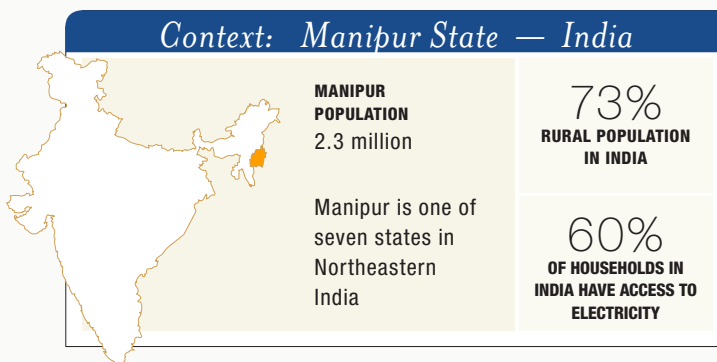 Context: Manipur State — India
MANIPUR
POPULATION
2.3 million
Manipur is one of
seven states in
Northeastern
India
73%
RURAL POPULATION
IN INDIA
60%
OF HOUSEHOLDS IN
INDIA HAVE ACCESS TO
ELECTRICITY